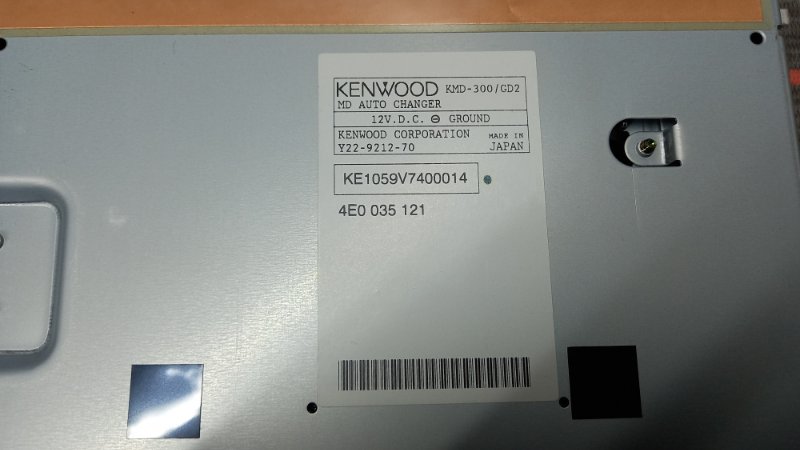 KENWOOD KMD-300/GD2
MD AUTO CHANGER
12V.D.C. ⊖ GROUND
KENWOOD CORPORATION MADE IN
Y22-9212-70 JAPAN
KE1059V7400014
4E0 035 121